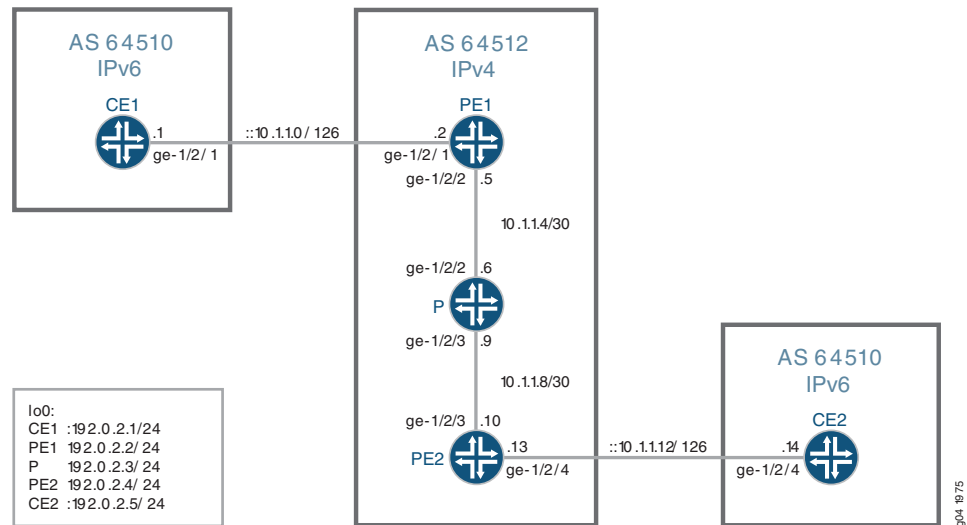 AS 64510
IPv6
CE1
.1
::10.1.1.0/126
ge-1/2/1
AS 64512
IPv4
PE1
.2
ge-1/2/1
ge-1/2/2 .5
10.1.1.4/30
ge-1/2/2 .6
P
ge-1/2/3 .9
10.1.1.8/30
ge-1/2/3 .10
PE2
.13
ge-1/2/4
::10.1.1.12/126
AS 64510
IPv6
CE2
.14
ge-1/2/4
lo0:
CE1 :192.0.2.1/24
PE1 192.0.2.2/24
P 192.0.2.3/24
PE2 192.0.2.4/24
CE2 :192.0.2.5/24
g041975